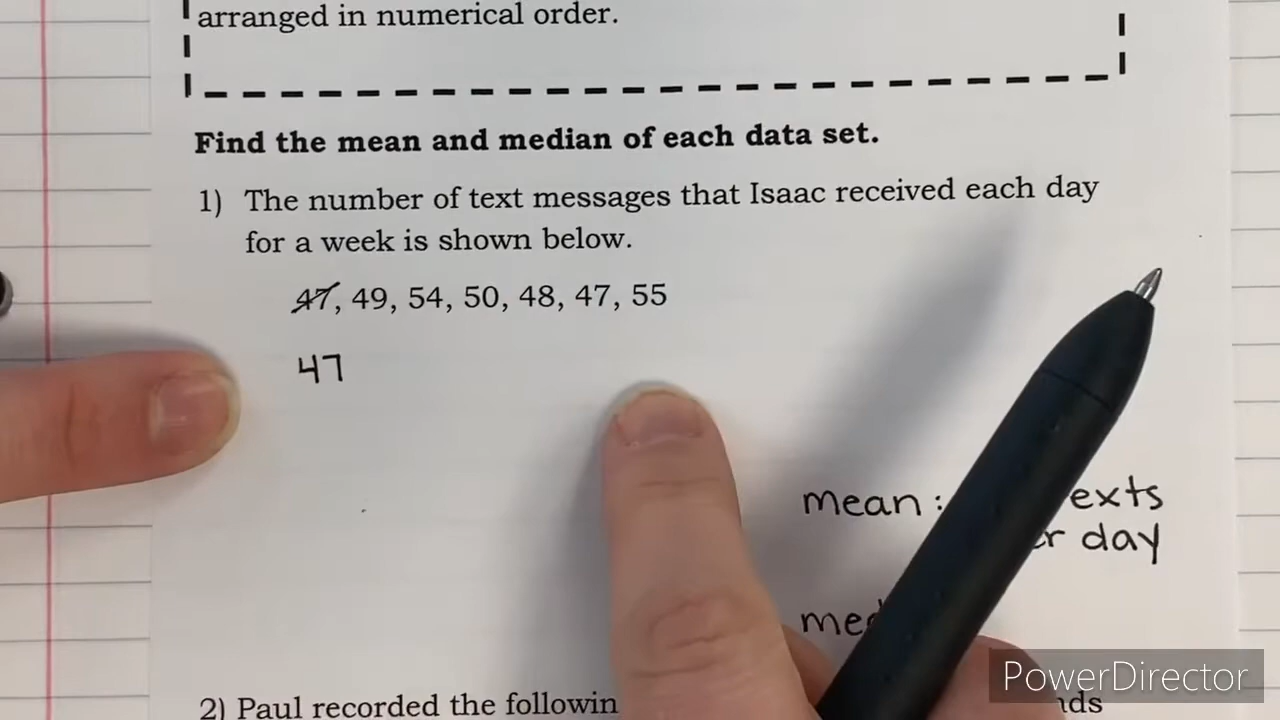 arranged in numerical order.
Find the mean and median of each data set.
1) The number of text messages that Isaac received each day
for a week is shown below.
47, 49, 54, 50, 48, 47, 55
47
mean:
day
2) Paul recorded the
PowerDirector